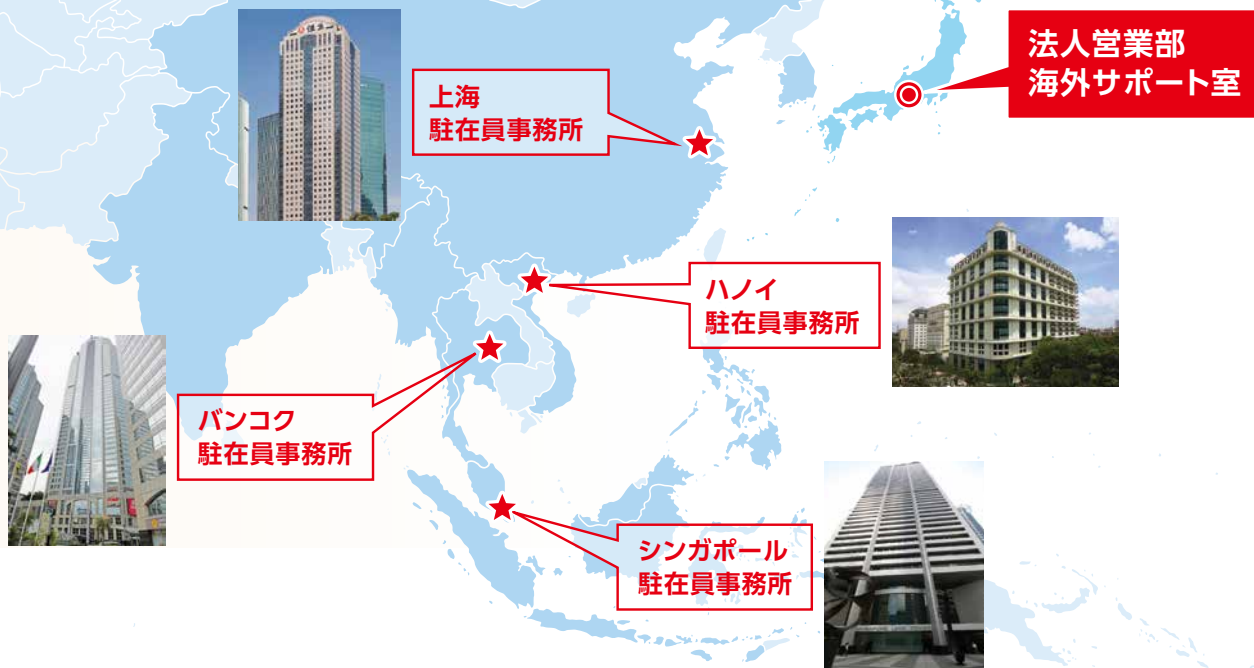 法人営業部
海外サポート室
上海
駐在員事務所
ハノイ
駐在員事務所
バンコク
駐在員事務所
シンガポール
駐在員事務所